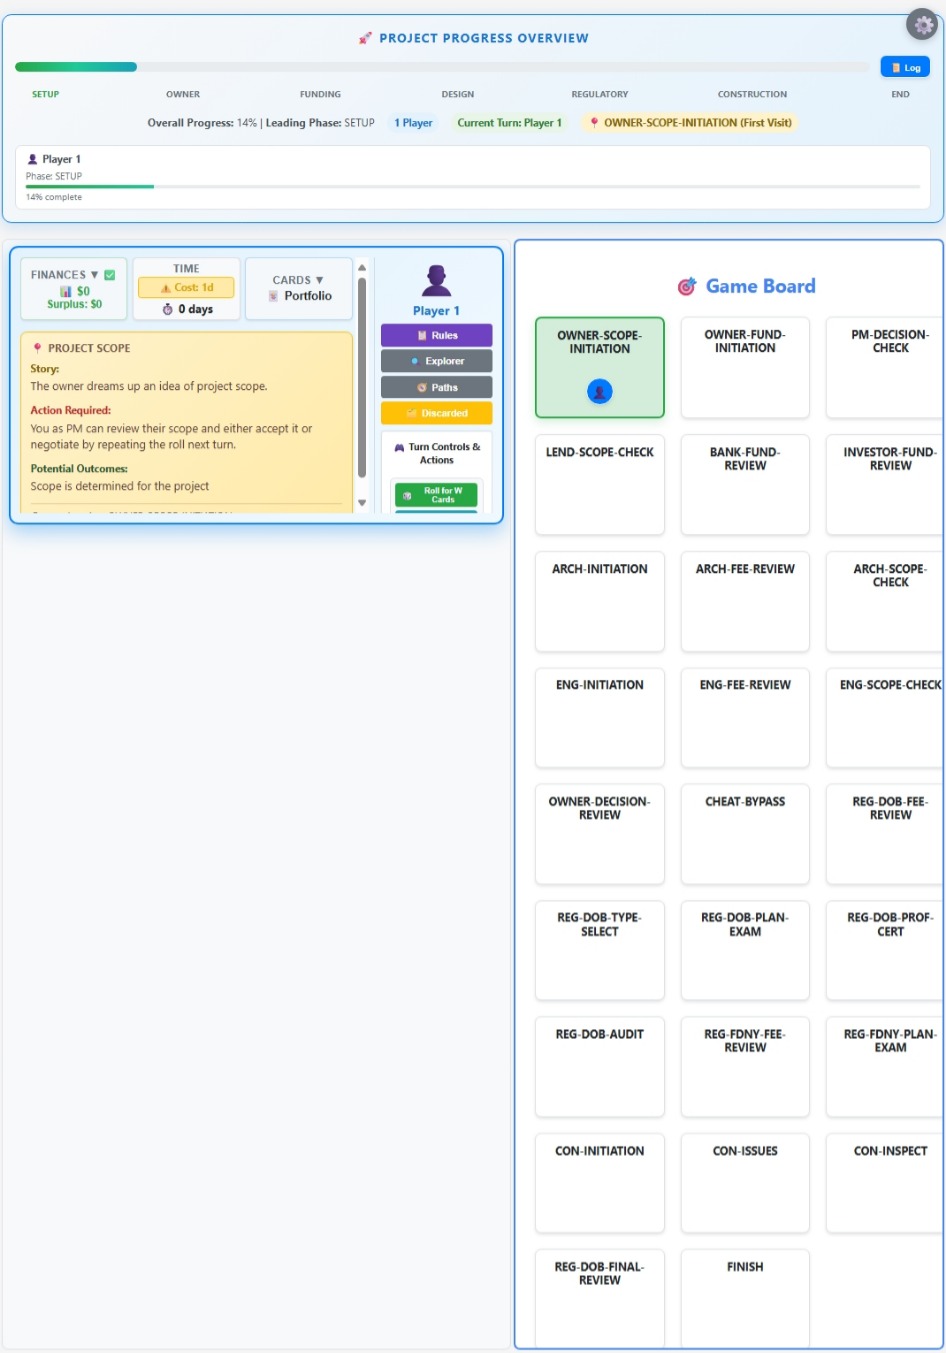 PROJECT PROGRESS OVERVIEW
Log
SETUP
OWNER
FUNDING
DESIGN
REGULATORY
CONSTRUCTION
END
Overall Progress: 14% | Leading Phase: SETUP
1 Player
Current Turn: Player 1
OWNER-SCOPE-INITIATION (First Visit)
Player 1
Phase: SETUP
14% complete
FINANCES ▼
$0
Surplus: $0
TIME
Cost: 1d
0 days
CARDS ▼
Portfolio
PROJECT SCOPE
Story:
The owner dreams up an idea of project scope.
Action Required:
You as PM can review their scope and either accept it or
negotiate by repeating the roll next turn.
Potential Outcomes:
Scope is determined for the project
Player 1
Rules
Explorer
Paths
Discarded
Turn Controls &
Actions
Roll for W
Cards
Game Board
OWNER-SCOPE-
INITIATION
OWNER-FUND-
INITIATION
PM-DECISION-
CHECK
LEND-SCOPE-CHECK
BANK-FUND-
REVIEW
INVESTOR-FUND-
REVIEW
ARCH-INITIATION
ARCH-FEE-REVIEW
ARCH-SCOPE-
CHECK
ENG-INITIATION
ENG-FEE-REVIEW
ENG-SCOPE-CHECK
OWNER-DECISION-
REVIEW
CHEAT-BYPASS
REG-DOB-FEE-
REVIEW
REG-DOB-TYPE-
SELECT
REG-DOB-PLAN-
EXAM
REG-DOB-PROF-
CERT
REG-DOB-AUDIT
REG-FDNY-FEE-
REVIEW
REG-FDNY-PLAN-
EXAM
CON-INITIATION
CON-ISSUES
CON-INSPECT
REG-DOB-FINAL-
REVIEW
FINISH